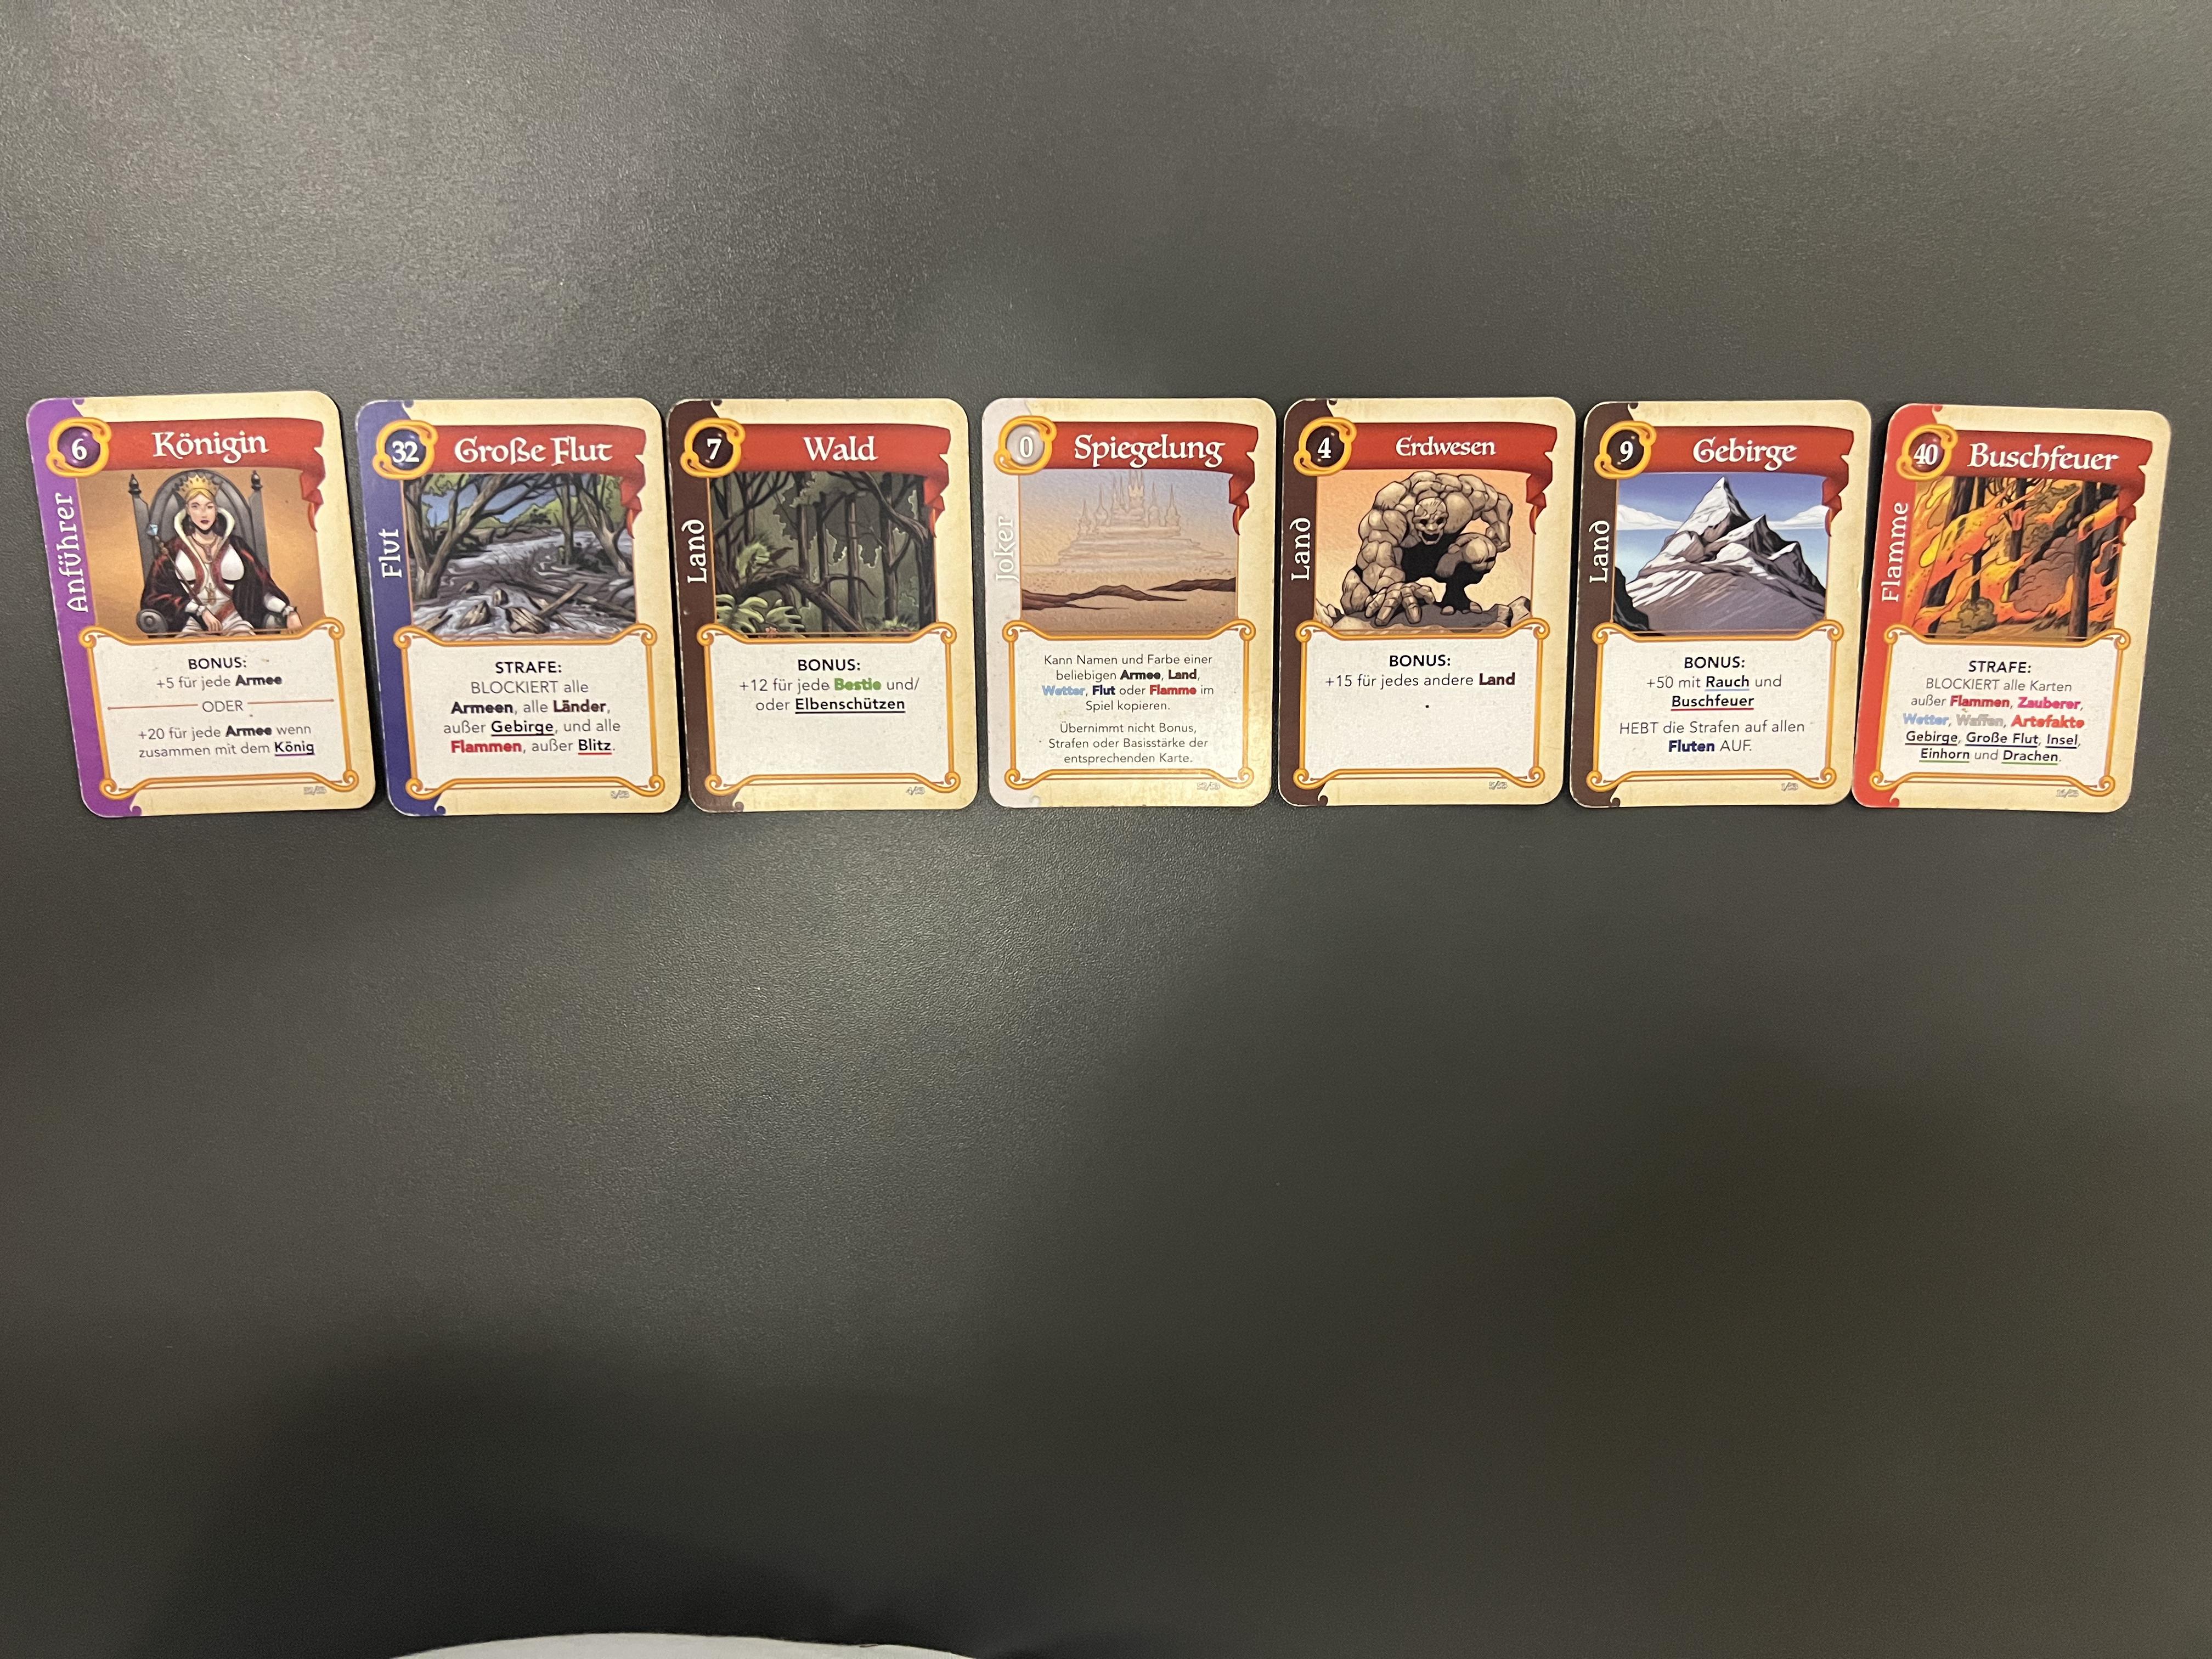 6
Königin
Anführer
BONUS:
+5 für jede Armee
ODER
+20 für jede Armee wenn
zusammen mit dem König
32
Große Flut
Flut
STRAFE:
BLOCKIERT alle
Armeen, alle Länder,
außer Gebirge, und alle
Flammen, außer Blitz.
7
Wald
Land
BONUS:
+12 für jede Bestie und/
oder Elbenschützen
0
Spiegelung
Joker
Kann Namen und Farbe einer
beliebigen Armee, Land,
Wetter, Flut oder Flamme im
Spiel kopieren.
Übernimmt nicht Bonus,
Strafen oder Basisstärke der
entsprechenden Karte.
4
Erdwesen
Land
BONUS:
+15 für jedes andere Land
9
Gebirge
Land
BONUS:
+50 mit Rauch und
Buschfeuer
HEBT die Strafen auf allen
Fluten AUF.
40
Buschfeuer
Flamme
STRAFE:
BLOCKIERT alle Karten
außer Flammen, Zauberer,
Wetter, Waffen, Artefakte
Gebirge, Große Flut, Insel,
Einhorn und Drachen.